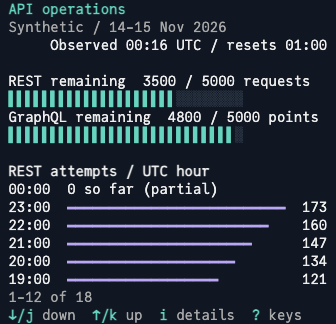 API operations
Synthetic / 14–15 Nov 2026
Observed 00:16 UTC / resets 01:00
REST remaining 3500 / 5000 requests
GraphQL remaining 4800 / 5000 points
REST attempts / UTC hour
00:00 0 so far (partial)
23:00 173
22:00 160
21:00 147
20:00 134
19:00 121
1–12 of 18
↓/j down ↑/k up i details ? keys